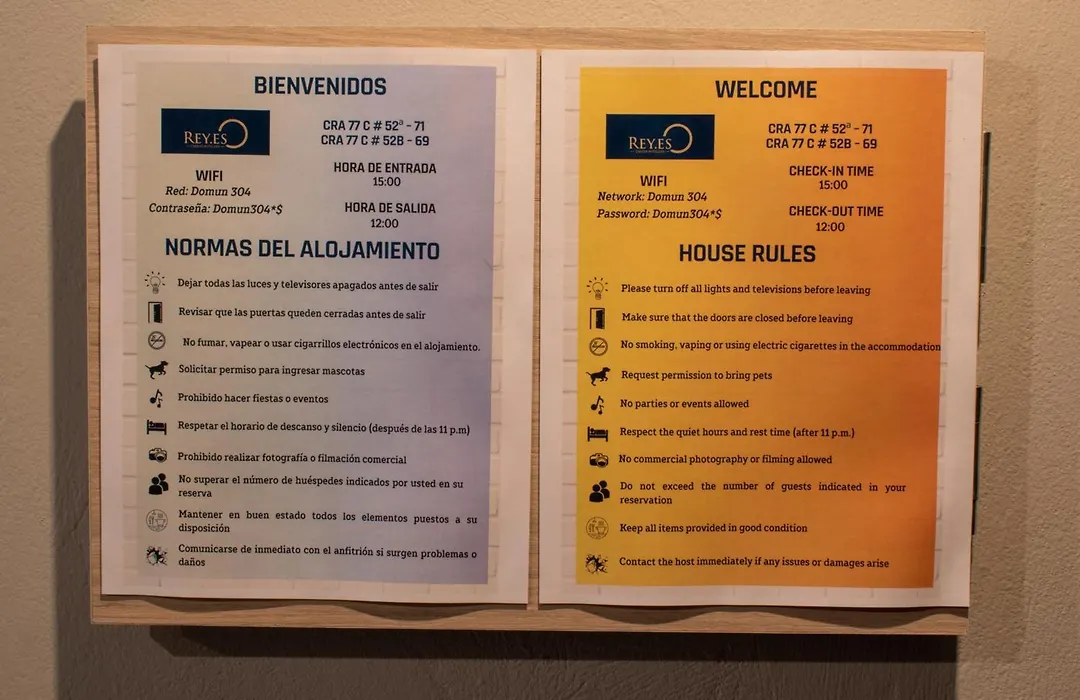 BIENVENIDOS
REY.ES
CRA 77 C # 52ª - 71
CRA 77 C # 52B - 69
WIFI
Red: Domun 304
Contraseña: Domun304*$
HORA DE ENTRADA
15:00
HORA DE SALIDA
12:00
NORMAS DEL ALOJAMIENTO
Dejar todas las luces y televisores apagados antes de salir
Revisar que las puertas queden cerradas antes de salir
No fumar, vapear o usar cigarrillos electrónicos en el alojamiento.
Solicitar permiso para ingresar mascotas
Prohibido hacer fiestas o eventos
Respetar el horario de descanso y silencio (después de las 11 p.m)
Prohibido realizar fotografía o filmación comercial
No superar el número de huéspedes indicados por usted en su
reserva
Mantener en buen estado todos los elementos puestos a su
disposición
Comunicarse de inmediato con el anfitrión si surgen problemas o
daños
WELCOME
REY.ES
CRA 77 C # 52ª - 71
CRA 77 C # 52B - 69
WIFI
Network: Domun 304
Password: Domun304*$
CHECK-IN TIME
15:00
CHECK-OUT TIME
12:00
HOUSE RULES
Please turn off all lights and televisions before leaving
Make sure that the doors are closed before leaving
No smoking, vaping or using electric cigarettes in the accommodation
Request permission to bring pets
No parties or events allowed
Respect the quiet hours and rest time (after 11 p.m.)
No commercial photography or filming allowed
Do not exceed the number of guests indicated in your
reservation
Keep all items provided in good condition
Contact the host immediately if any issues or damages arise